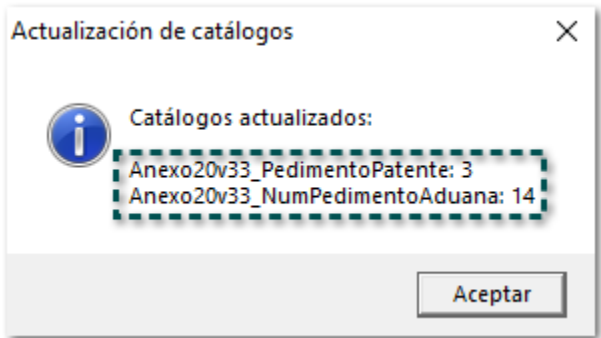 Actualización de catálogos
Catálogos actualizados:
Anexo20v33_PedimentoPatente: 3
Anexo20v33_NumPedimentoAduana: 14
Aceptar